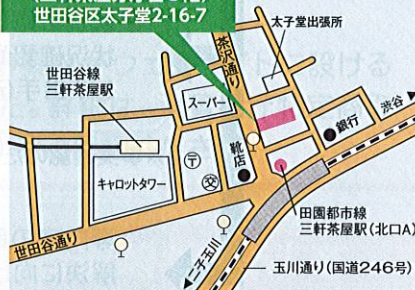 世田谷区太子堂2-16-7
茶沢通り
太子堂出張所
世田谷線
三軒茶屋駅
スーパー
渋谷
銀行
靴店
〒
交
キャロットタワー
田園都市線
三軒茶屋駅(北口A)
世田谷通り
二子玉川
玉川通り(国道246号)